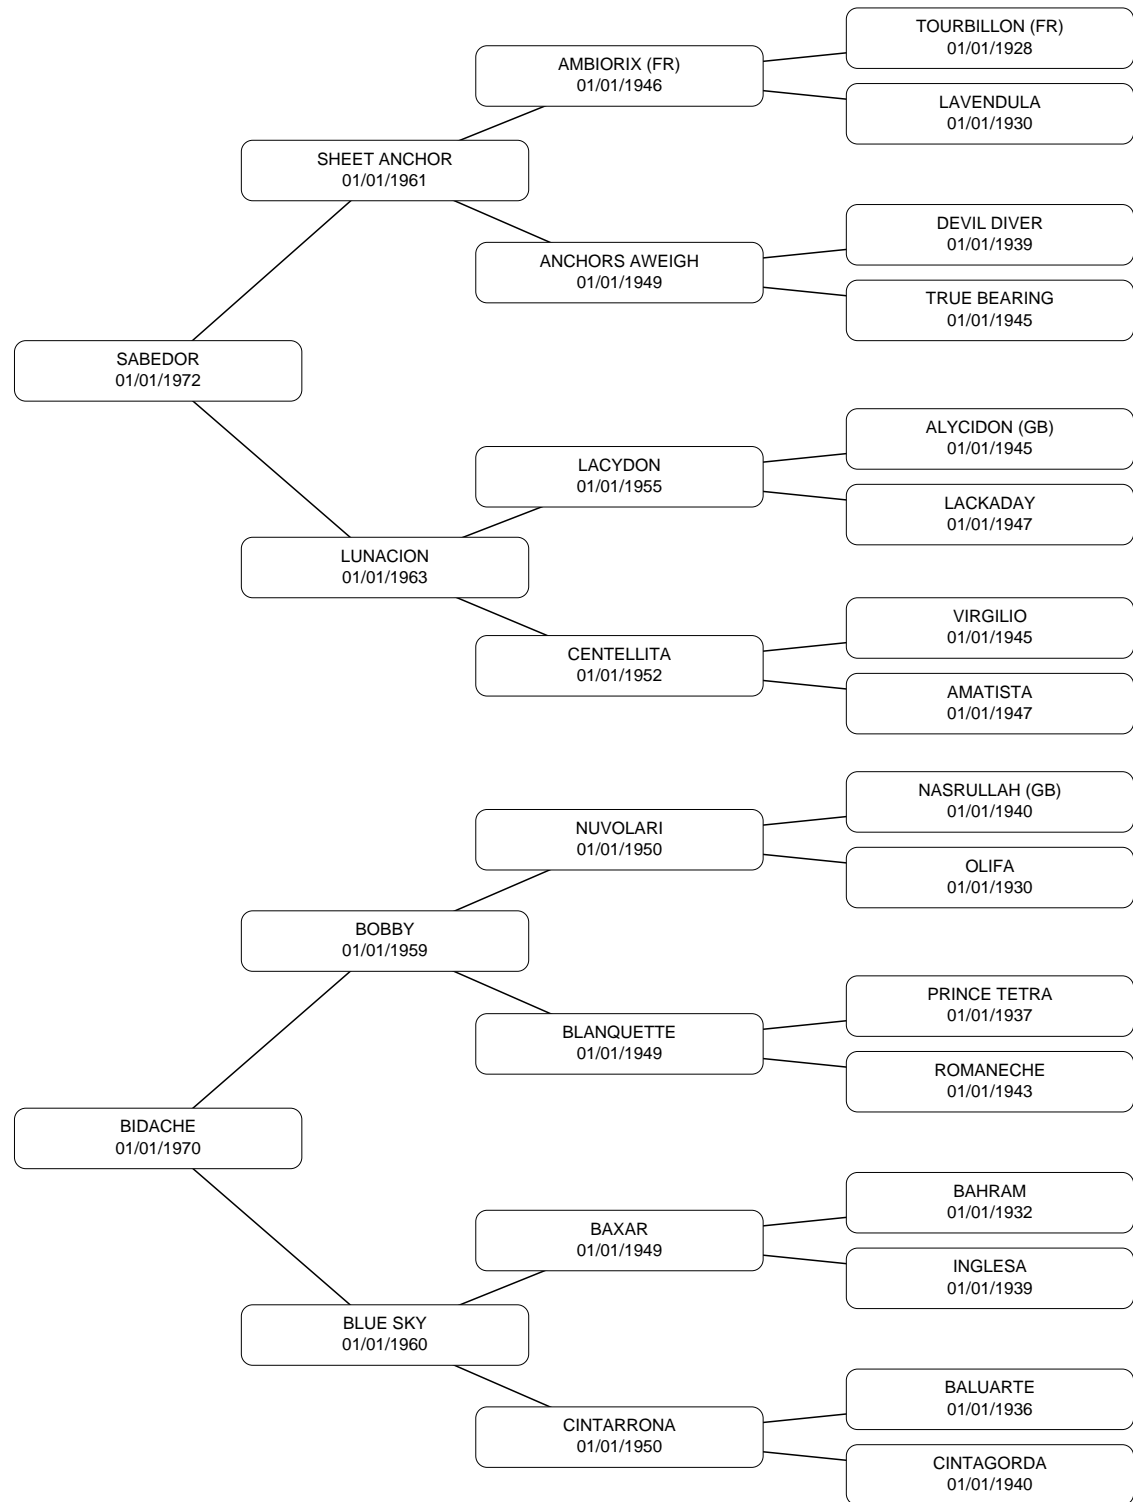 TOURBILLON (FR)
01/01/1928
AMBIORIX (FR)
01/01/1946
LAVENDULA
01/01/1930
SHEET ANCHOR
01/01/1961
DEVIL DIVER
01/01/1939
ANCHORS AWEIGH
01/01/1949
TRUE BEARING
01/01/1945
SABEDOR
01/01/1972
ALYCIDON (GB)
01/01/1945
LACYDON
01/01/1955
LACKADAY
01/01/1947
LUNACION
01/01/1963
VIRGILIO
01/01/1945
CENTELLITA
01/01/1952
AMATISTA
01/01/1947
NASRULLAH (GB)
01/01/1940
NUVOLARI
01/01/1950
OLIFA
01/01/1930
BOBBY
01/01/1959
PRINCE TETRA
01/01/1937
BLANQUETTE
01/01/1949
ROMANECHE
01/01/1943
BIDACHE
01/01/1970
BAHRAM
01/01/1932
BAXAR
01/01/1949
INGLESA
01/01/1939
BLUE SKY
01/01/1960
BALUARTE
01/01/1936
CINTARRONA
01/01/1950
CINTAGORDA
01/01/1940